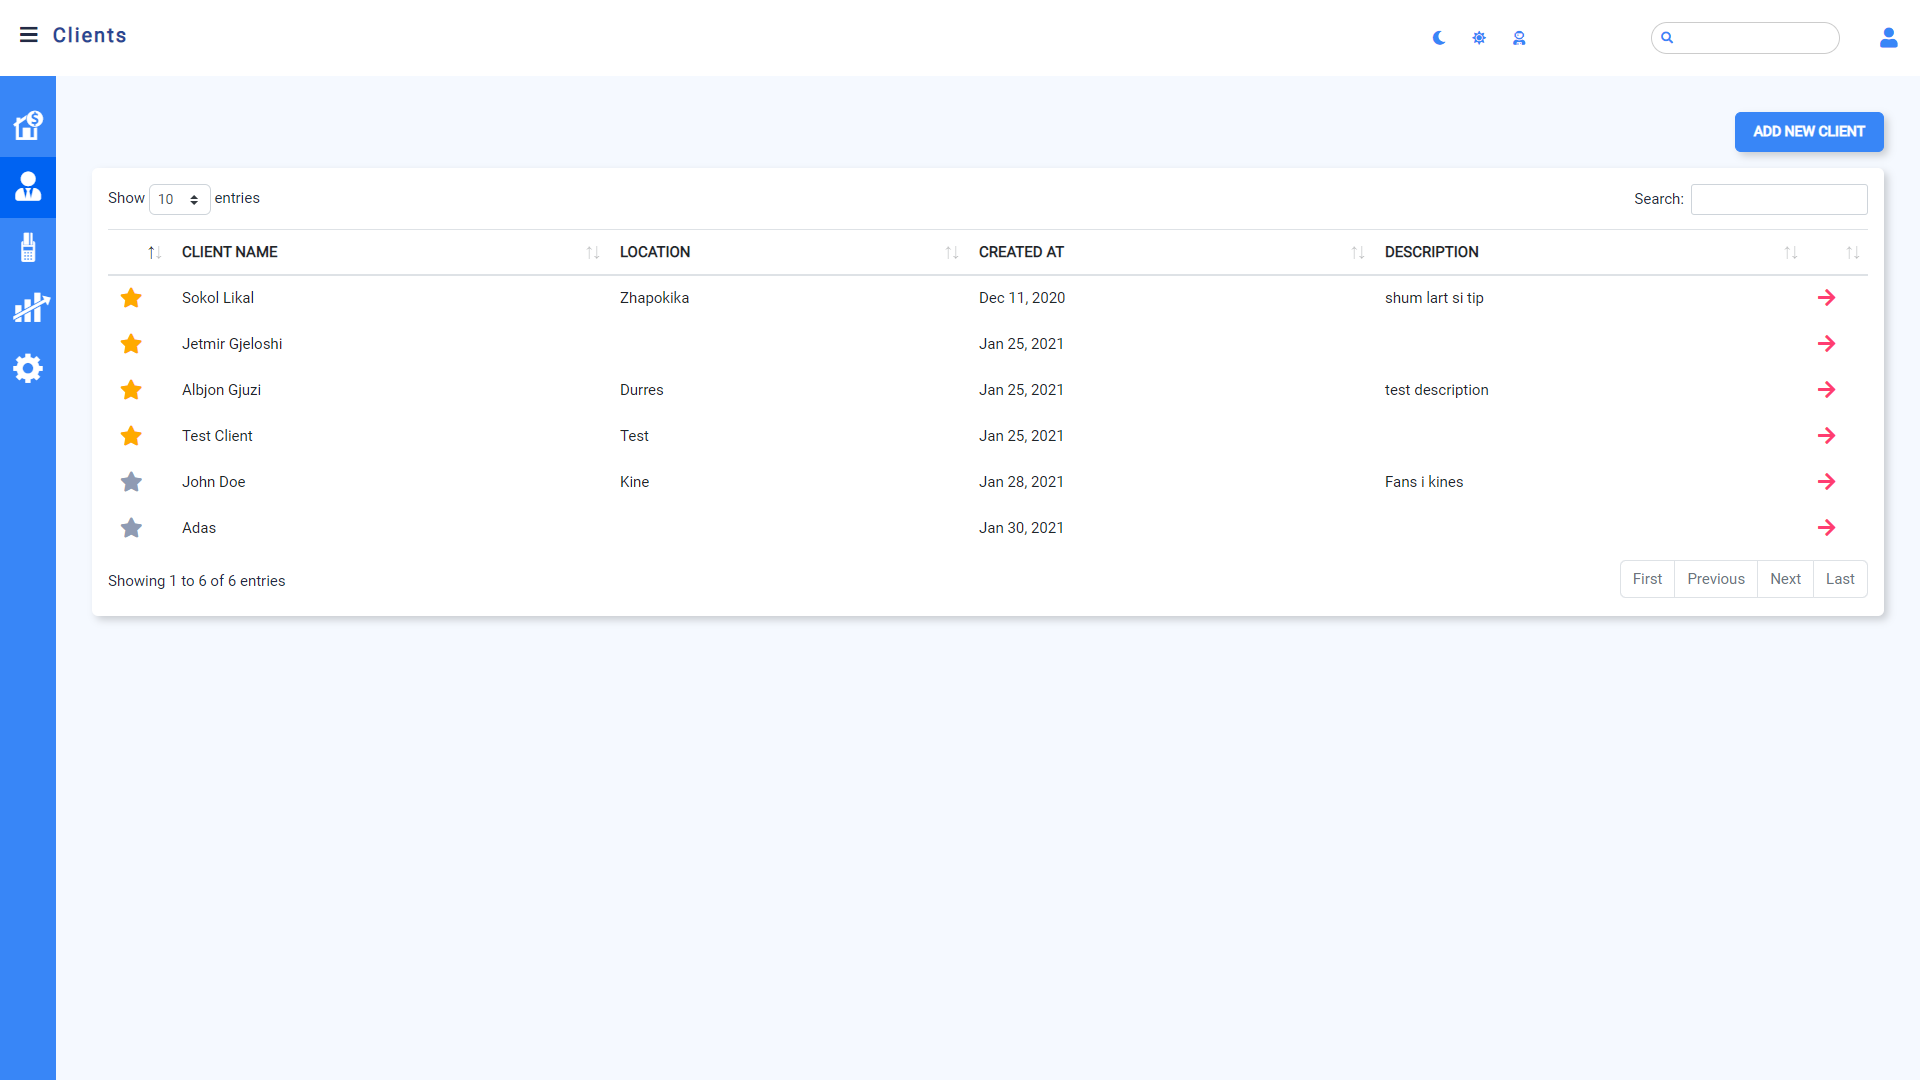 Clients
ADD NEW CLIENT
Show 10 entries
Search:
CLIENT NAME LOCATION CREATED AT DESCRIPTION
Sokol Likal Zhapokika Dec 11, 2020 shum lart si tip
Jetmir Gjeloshi Jan 25, 2021
Albjon Gjuzi Durres Jan 25, 2021 test description
Test Client Test Jan 25, 2021
John Doe Kine Jan 28, 2021 Fans i kines
Adas Jan 30, 2021
Showing 1 to 6 of 6 entries
First Previous Next Last